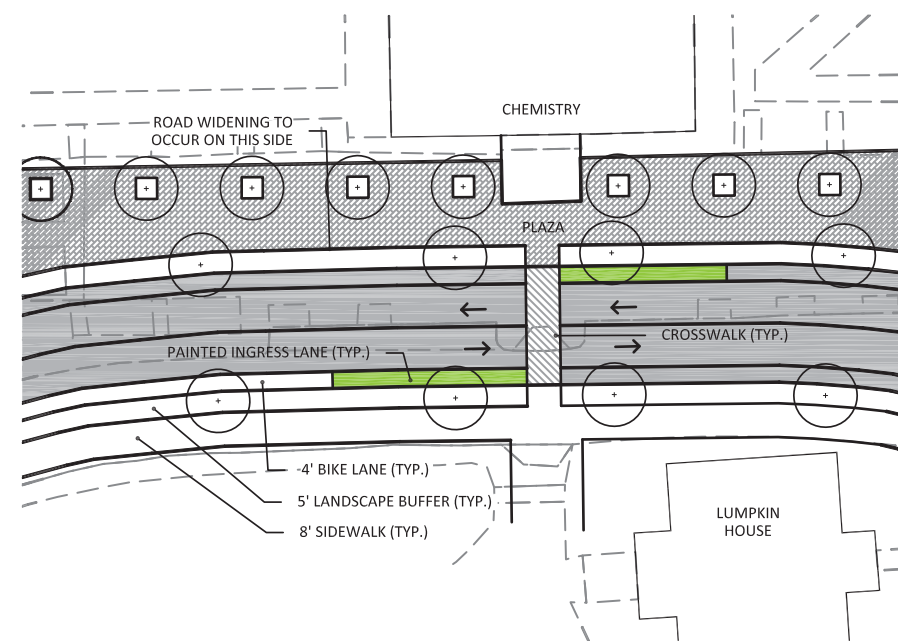 CHEMISTRY
ROAD WIDENING TO
OCCUR ON THIS SIDE
PLAZA
CROSSWALK (TYP.)
PAINTED INGRESS LANE (TYP.)
4' BIKE LANE (TYP.)
5' LANDSCAPE BUFFER (TYP.)
8' SIDEWALK (TYP.)
LUMPKIN
HOUSE